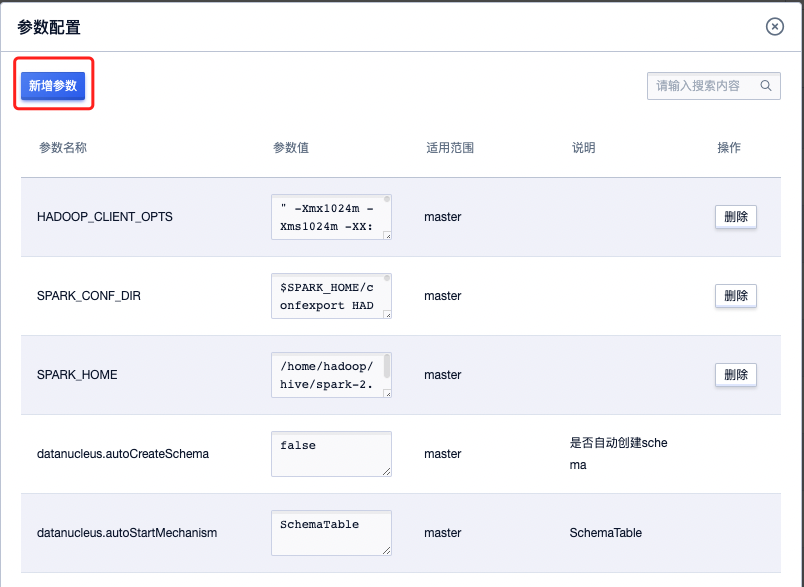 参数配置
新增参数
请输入搜索内容
参数名称 参数值 适用范围 说明 操作
HADOOP_CLIENT_OPTS " -Xmx1024m - master 删除
Xms1024m -XX:
SPARK_CONF_DIR $SPARK_HOME/c master 删除
onfexport HAD
SPARK_HOME /home/hadoop/ master 删除
hive/spark-2.
datanucleus.autoCreateSchema false master 是否自动创建sche
ma
datanucleus.autoStartMechanism SchemaTable master SchemaTable